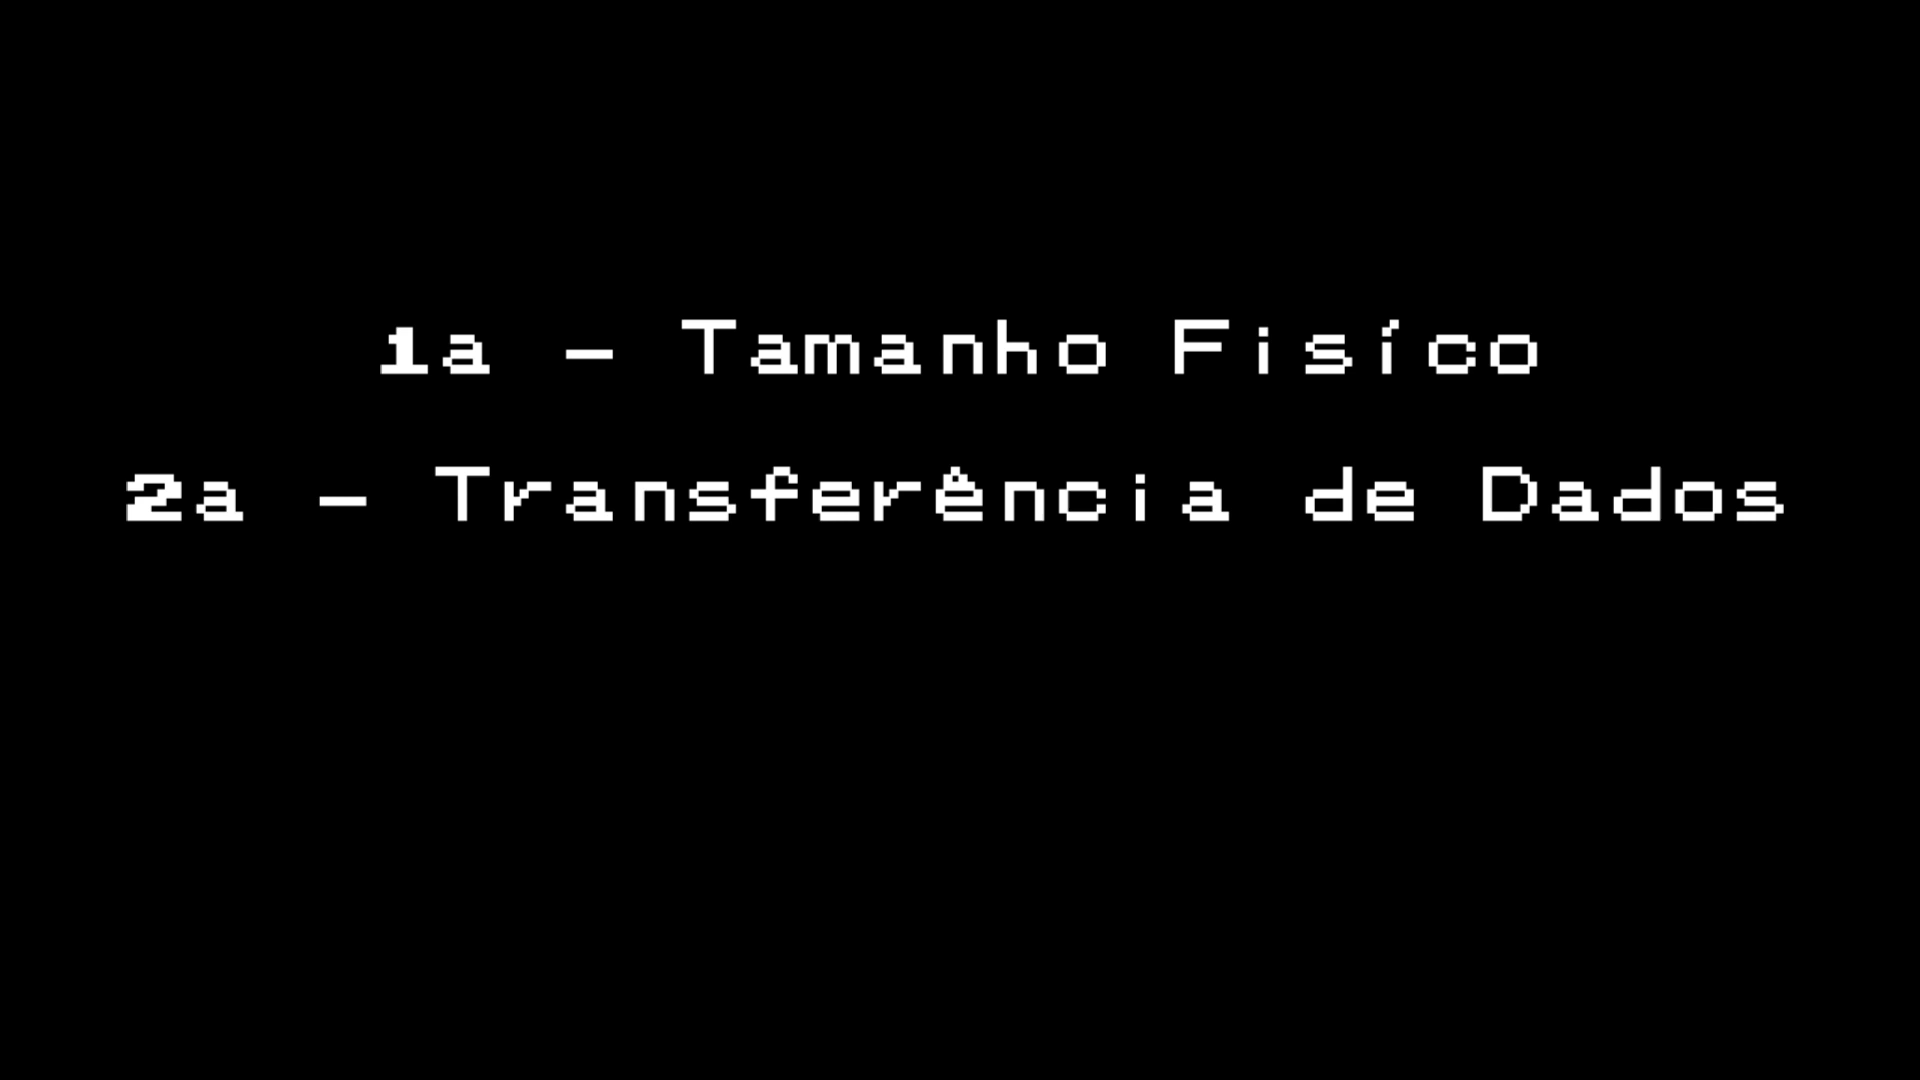 1a - Tamanho Fisíco
2a - Transferência de Dados